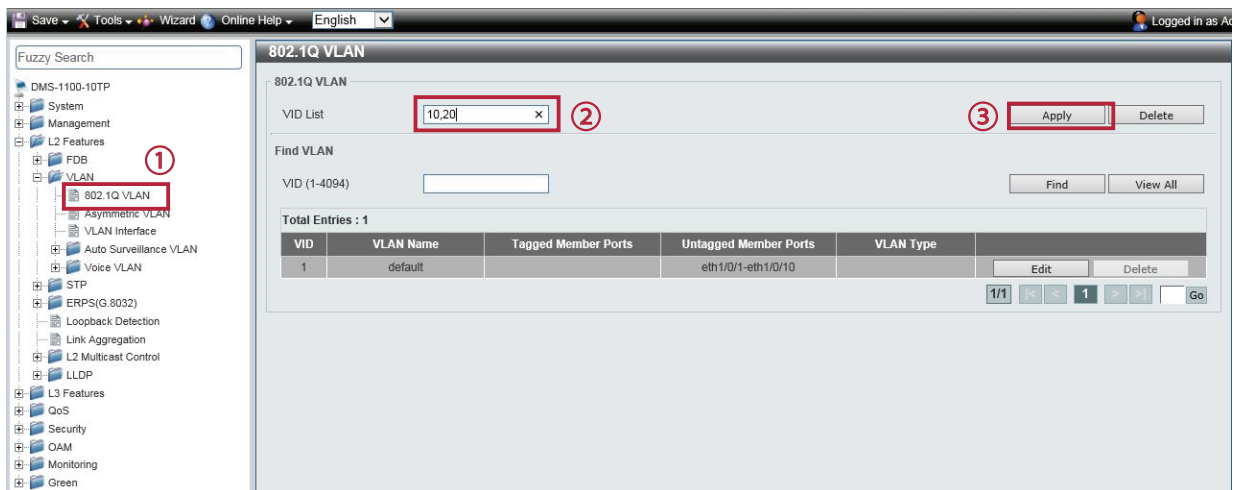 Save Tools Wizard Online Help English Logged in as Ad
Fuzzy Search
DMS-1100-10TP
System
Management
L2 Features
FDB
VLAN
802.1Q VLAN
Asymmetric VLAN
VLAN Interface
Auto Surveillance VLAN
Voice VLAN
STP
ERPS(G.8032)
Loopback Detection
Link Aggregation
L2 Multicast Control
LLDP
L3 Features
QoS
Security
OAM
Monitoring
Green
①
802.1Q VLAN
802.1Q VLAN
VID List 10,20 × ② ③ Apply Delete
Find VLAN
VID (1-4094) Find View All
Total Entries : 1
VID VLAN Name Tagged Member Ports Untagged Member Ports VLAN Type
1 default eth1/0/1-eth1/0/10 Edit Delete
1/1 |< < 1 > >| Go